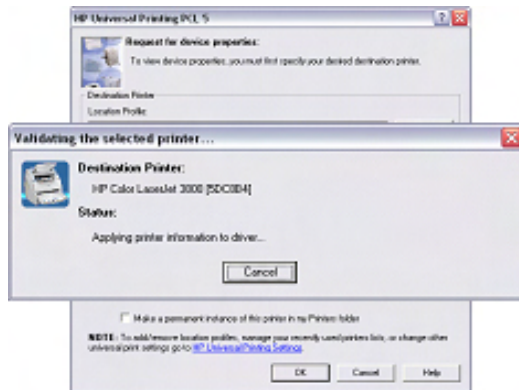 HP Universal Printing PCL 5
Request for device properties:
To view device properties, you must first specify your desired destination printer.
Destination Printer
Location Profile:
Validating the selected printer...
Destination Printer:
HP Color LaserJet 3000 [5DC0D4]
Status:
Applying printer information to driver...
Cancel
Make a permanent instance of this printer in my Printers folder
NOTE: To add/remove location profiles, manage your recently used printers lists, or change other
universal print settings go to HP Universal Printing Settings.
OK Cancel Help